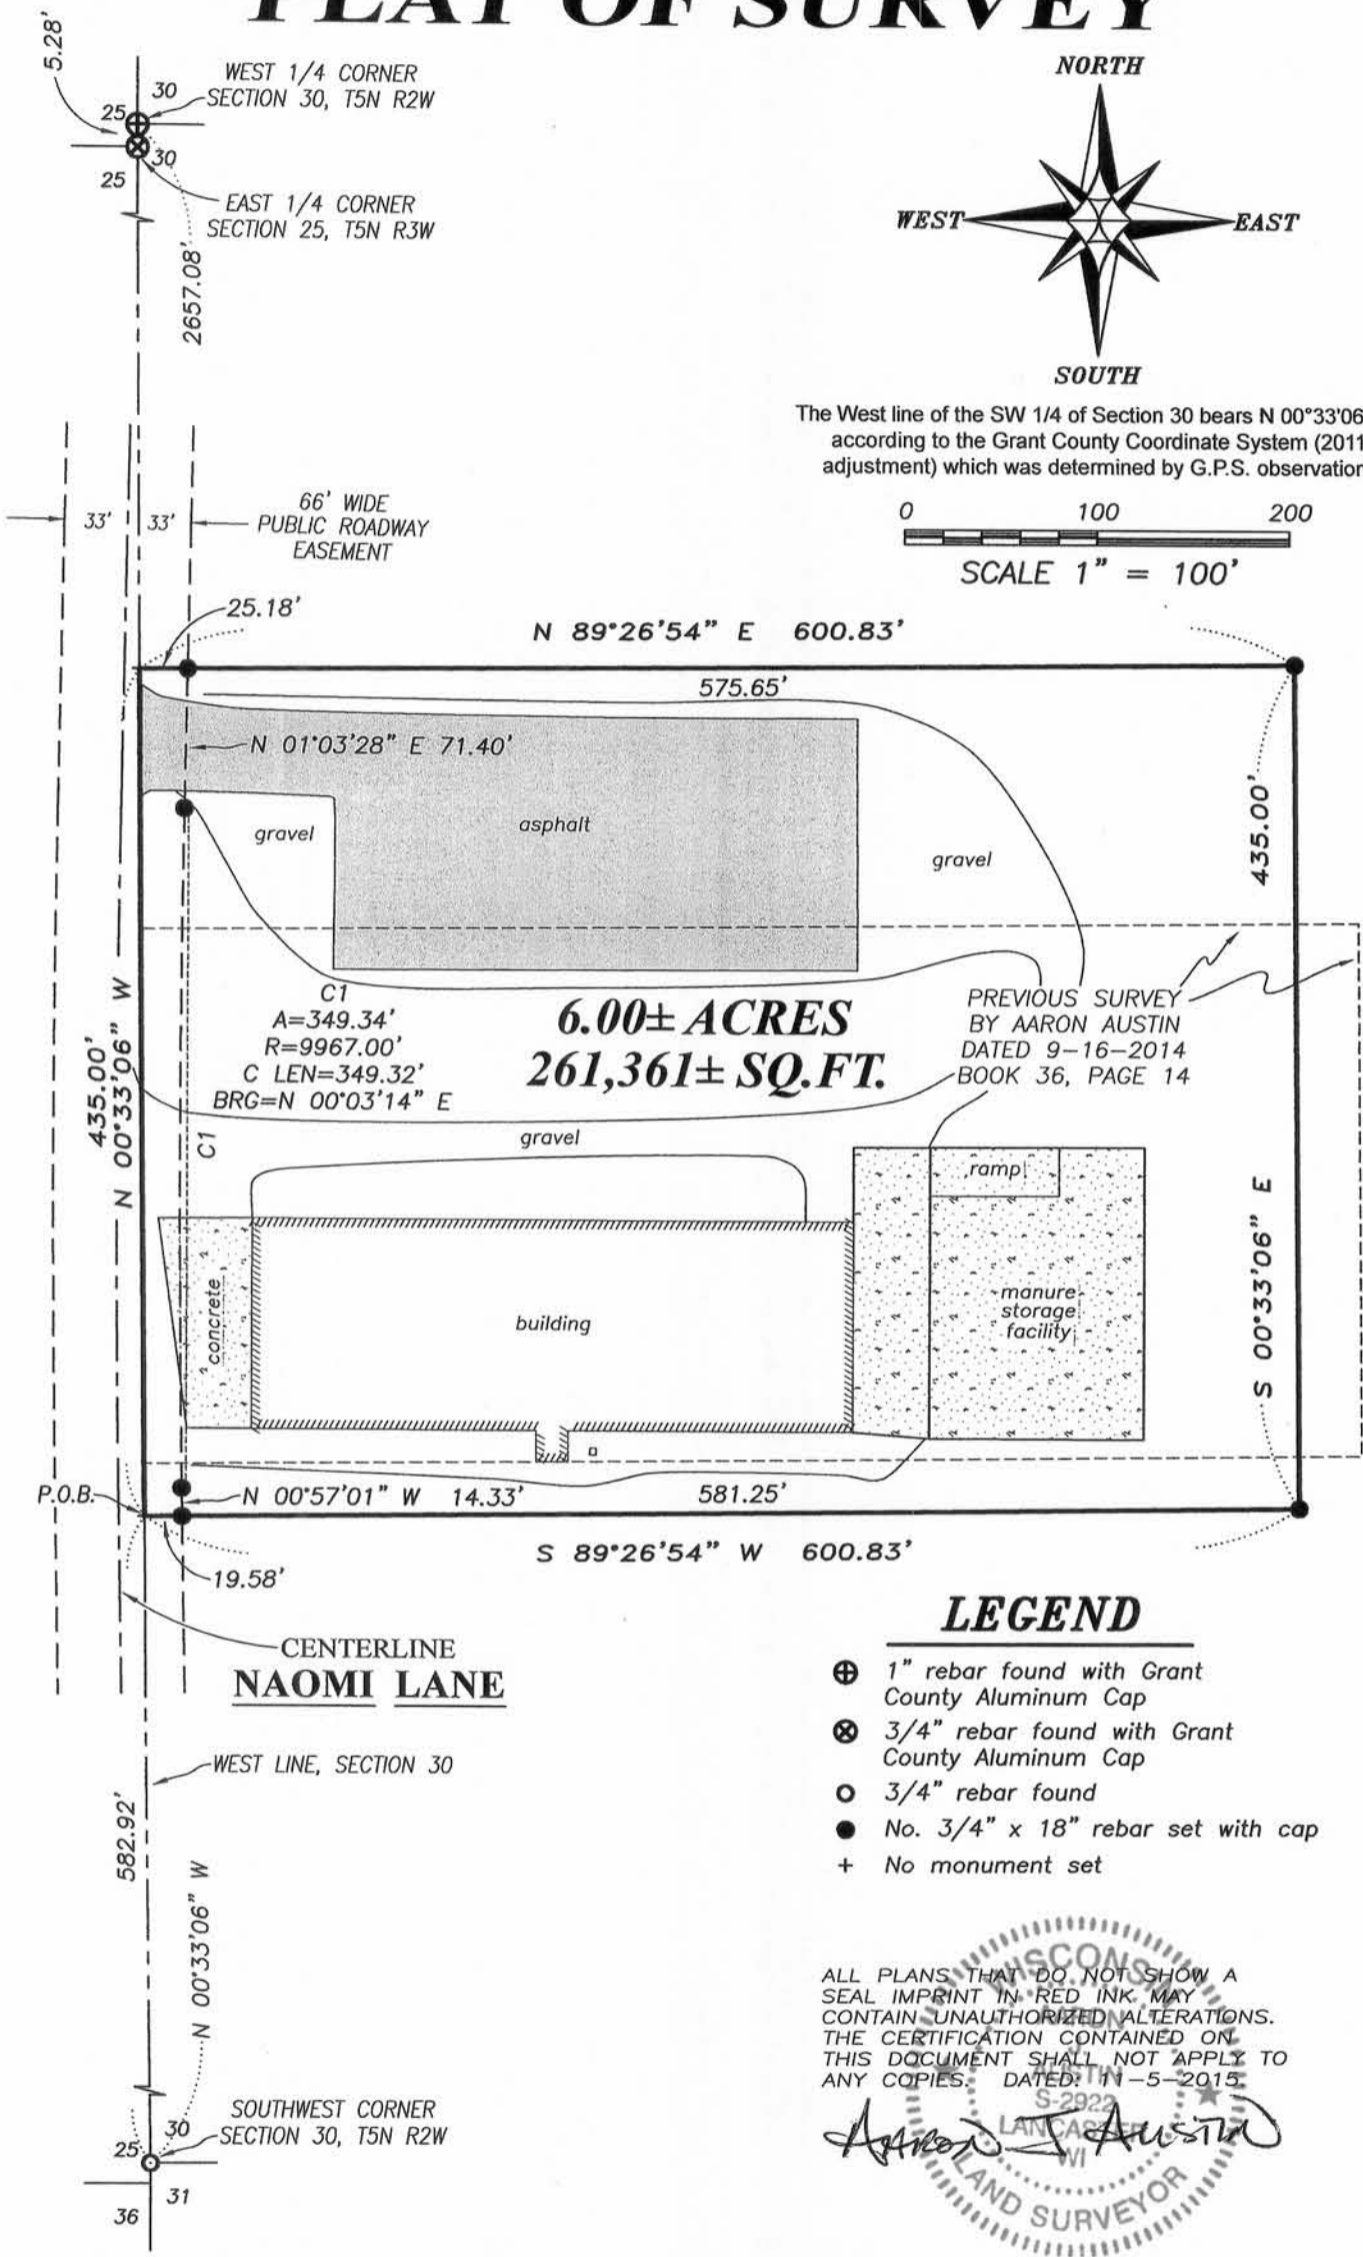 PLAT OF SURVEY
5.28'
WEST 1/4 CORNER
SECTION 30, T5N R2W
30
25
30
25
EAST 1/4 CORNER
SECTION 25, T5N R3W
2657.08'
NORTH
WEST
EAST
SOUTH
The West line of the SW 1/4 of Section 30 bears N 00°33'06
according to the Grant County Coordinate System (2011
adjustment) which was determined by G.P.S. observation
0 100 200
SCALE 1" = 100'
33' 33'
66' WIDE
PUBLIC ROADWAY
EASEMENT
25.18'
N 89°26'54" E 600.83'
575.65'
N 01°03'28" E 71.40'
gravel
asphalt
gravel
435.00'
S 00°33'06" E
435.00'
N 00°33'06" W
C1
A=349.34'
R=9967.00'
C LEN=349.32'
BRG=N 00°03'14" E
C1
6.00± ACRES
261,361± SQ.FT.
PREVIOUS SURVEY
BY AARON AUSTIN
DATED 9-16-2014
BOOK 36, PAGE 14
gravel
ramp
concrete
building
manure
storage
facility
P.O.B.
N 00°57'01" W 14.33'
581.25'
S 89°26'54" W 600.83'
19.58'
CENTERLINE
NAOMI LANE
WEST LINE, SECTION 30
582.92'
N 00°33'06" W
SOUTHWEST CORNER
SECTION 30, T5N R2W
30
25
31
36
LEGEND
1" rebar found with Grant
County Aluminum Cap
3/4" rebar found with Grant
County Aluminum Cap
3/4" rebar found
No. 3/4" x 18" rebar set with cap
+ No monument set
ALL PLANS THAT DO NOT SHOW A
SEAL IMPRINT IN RED INK MAY
CONTAIN UNAUTHORIZED ALTERATIONS.
THE CERTIFICATION CONTAINED ON
THIS DOCUMENT SHALL NOT APPLY TO
ANY COPIES. DATED: 11-5-2015
WISCONSIN
AARON
J
AUSTIN
S-2922
LANCASTER
WI
LAND SURVEYOR
AARON J AUSTIN